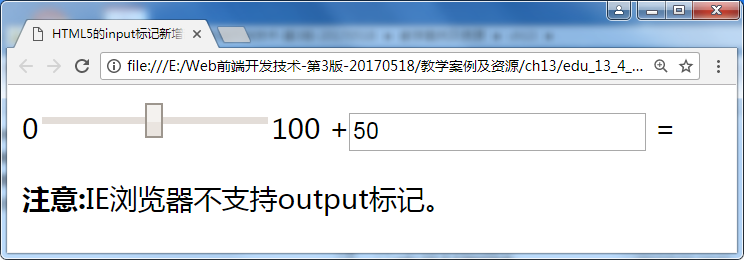 HTML5的input标记新增
file:///E:/Web前端开发技术-第3版-20170518/教学案例及资源/ch13/edu_13_4_...
0 100 + 50 =
注意:IE浏览器不支持output标记。